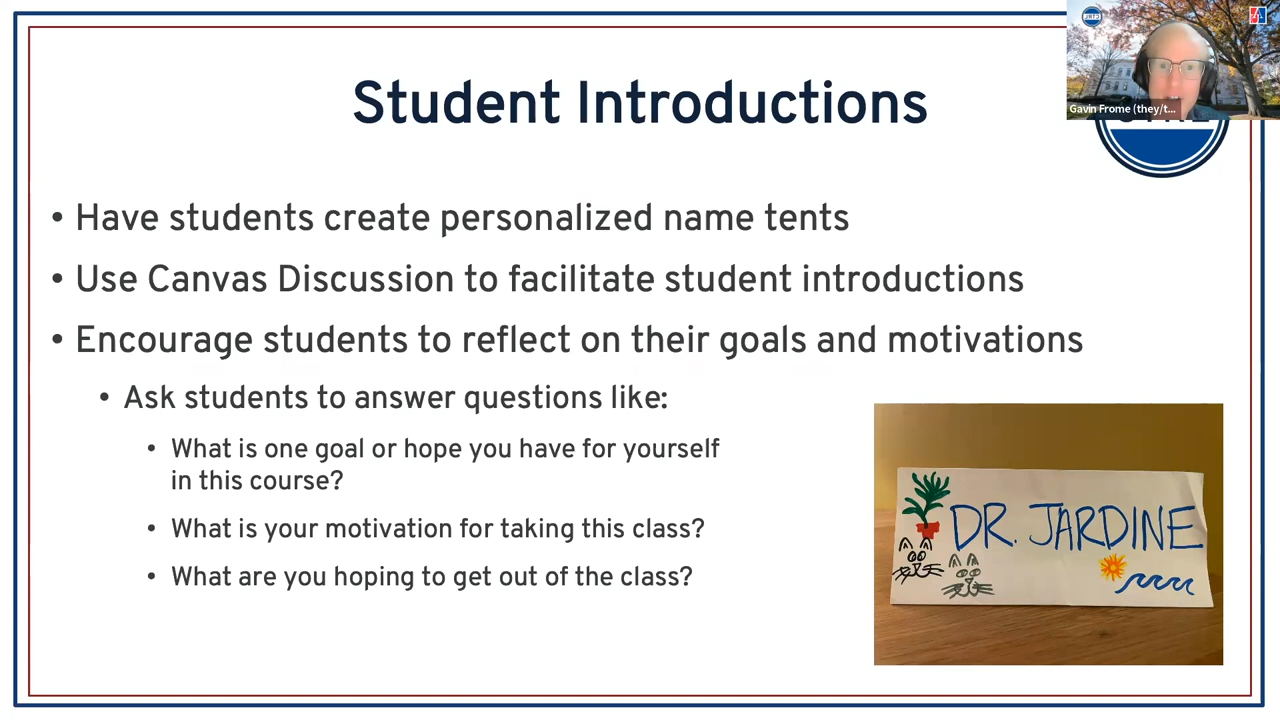 Student Introductions
Gavin Frome (they/t...
• Have students create personalized name tents
• Use Canvas Discussion to facilitate student introductions
• Encourage students to reflect on their goals and motivations
• Ask students to answer questions like:
• What is one goal or hope you have for yourself
in this course?
• What is your motivation for taking this class?
• What are you hoping to get out of the class?
DR. JARDINE